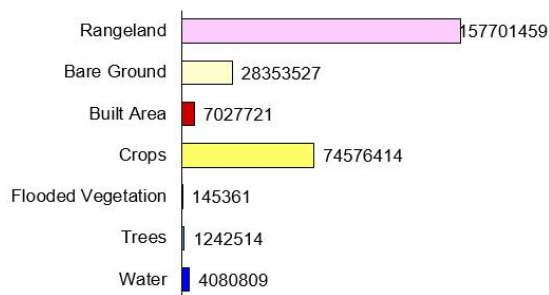 Rangeland 157701459
Bare Ground 28353527
Built Area 7027721
Crops 74576414
Flooded Vegetation 145361
Trees 1242514
Water 4080809